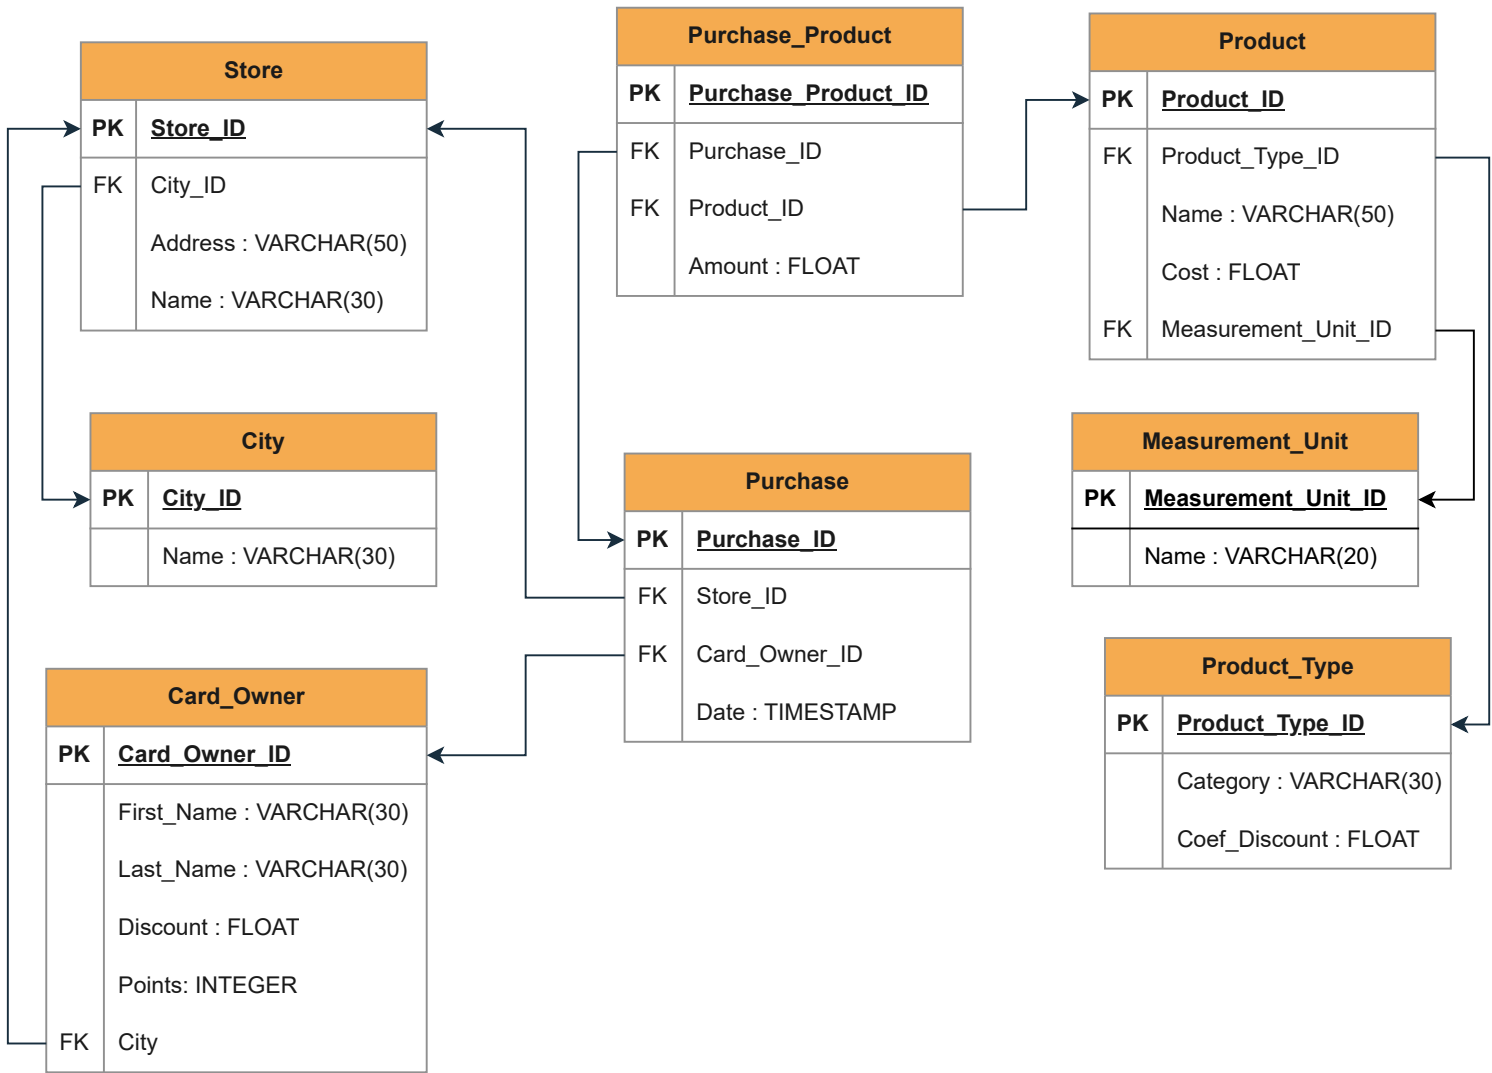 Store
PK Store_ID
FK City_ID
Address : VARCHAR(50)
Name : VARCHAR(30)
Purchase_Product
PK Purchase_Product_ID
FK Purchase_ID
FK Product_ID
Amount : FLOAT
Product
PK Product_ID
FK Product_Type_ID
Name : VARCHAR(50)
Cost : FLOAT
FK Measurement_Unit_ID
City
PK City_ID
Name : VARCHAR(30)
Purchase
PK Purchase_ID
FK Store_ID
FK Card_Owner_ID
Date : TIMESTAMP
Measurement_Unit
PK Measurement_Unit_ID
Name : VARCHAR(20)
Card_Owner
PK Card_Owner_ID
First_Name : VARCHAR(30)
Last_Name : VARCHAR(30)
Discount : FLOAT
Points: INTEGER
FK City
Product_Type
PK Product_Type_ID
Category : VARCHAR(30)
Coef_Discount : FLOAT